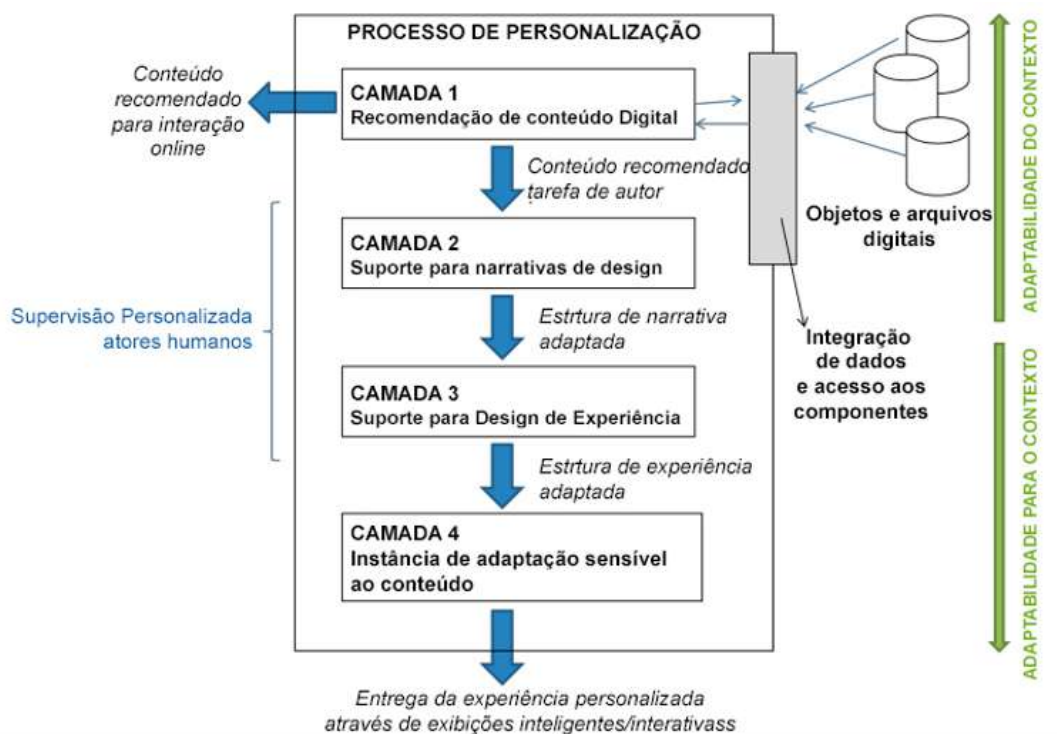 PROCESSO DE PERSONALIZAÇÃO
Conteúdo
recomendado
para interação
online
CAMADA 1
Recomendação de conteúdo Digital
Conteúdo recomendado
tarefa de autor
Objetos e arquivos
digitais
ADAPTABILIDADE DO CONTEXTO
CAMADA 2
Suporte para narrativas de design
Supervisão Personalizada
atores humanos
Estrtura de narrativa
adaptada
Integração
de dados
e acesso aos
componentes
CAMADA 3
Suporte para Design de Experiência
Estrtura de experiência
adaptada
ADAPTABILIDADE PARA O CONTEXTO
CAMADA 4
Instância de adaptação sensível
ao conteúdo
Entrega da experiência personalizada
através de exibições inteligentes/interativass